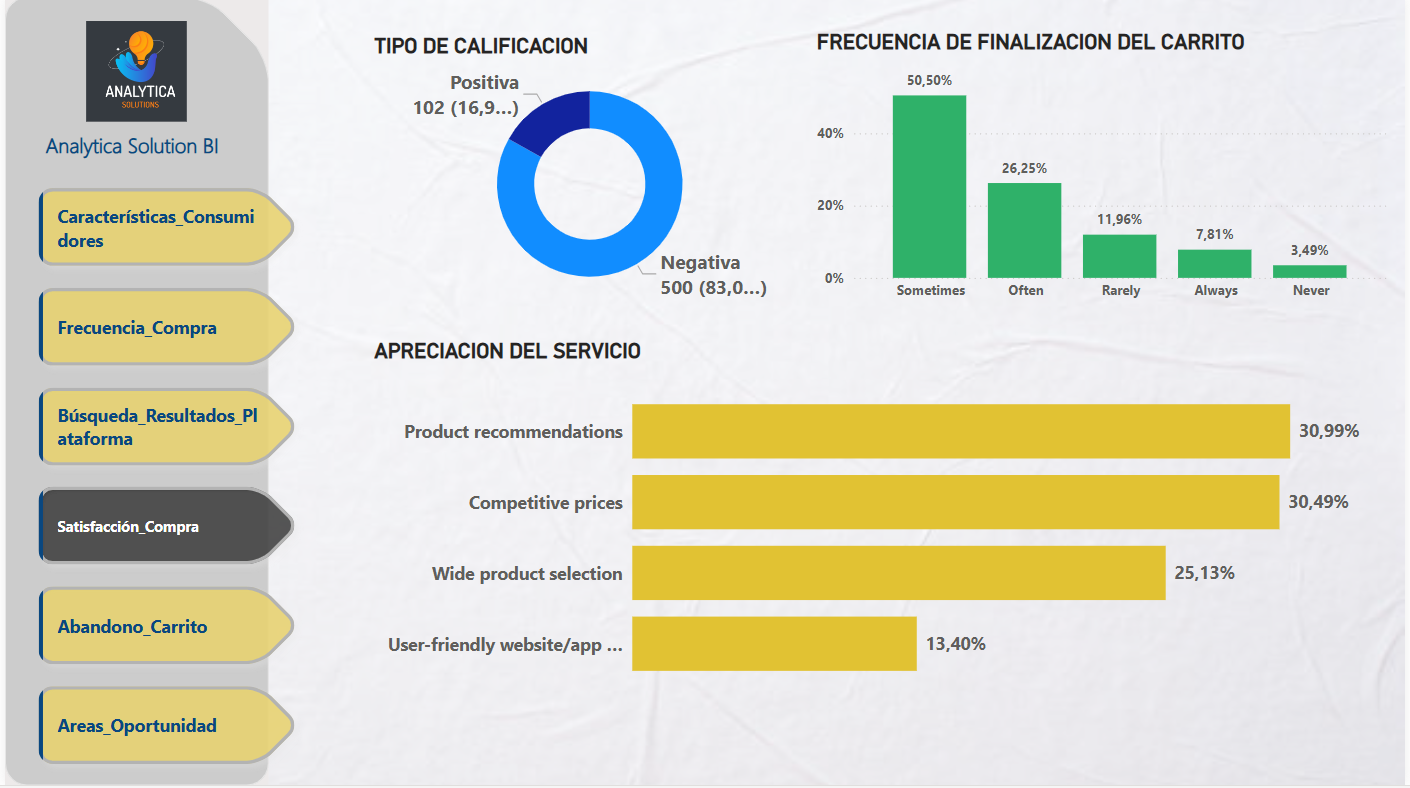 ANALYTICA
SOLUTIONS
Analytica Solution BI
Características_Consumi
dores
Frecuencia_Compra
Búsqueda_Resultados_Pl
ataforma
Satisfacción_Compra
Abandono_Carrito
Areas_Oportunidad
TIPO DE CALIFICACION
Positiva
102 (16,9...)
Negativa
500 (83,0...)
FRECUENCIA DE FINALIZACION DEL CARRITO
40%
20%
0%
50,50%
26,25%
11,96%
7,81%
3,49%
Sometimes
Often
Rarely
Always
Never
APRECIACION DEL SERVICIO
Product recommendations
30,99%
Competitive prices
30,49%
Wide product selection
25,13%
User-friendly website/app ...
13,40%